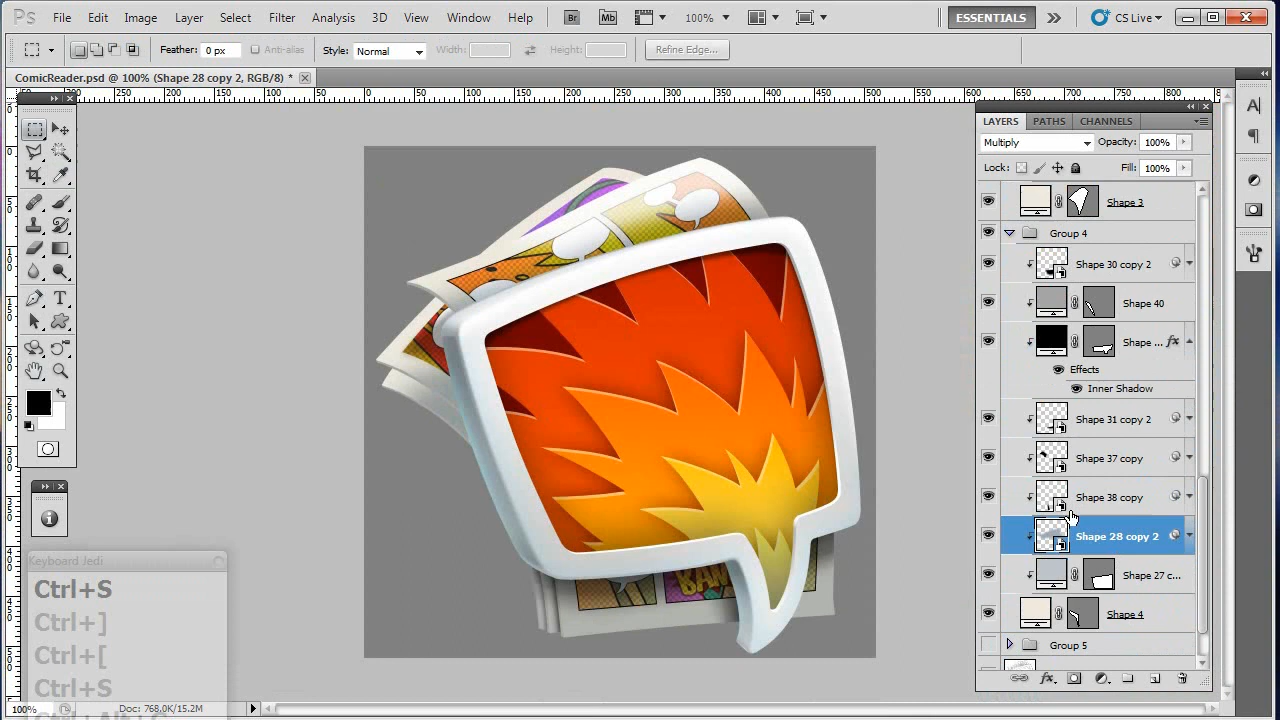 Ps File Edit Image Layer Select Filter Analysis 3D View Window Help Br Mb 100% ESSENTIALS CS Live
Feather: 0 px Anti-alias Style: Normal Width: Height: Refine Edge...
ComicReader.psd @ 100% (Shape 28 copy 2, RGB/8) *
LAYERS PATHS CHANNELS
Multiply Opacity: 100%
Lock: Fill: 100%
Shape 3
Group 4
Shape 30 copy 2
Shape 40
Shape ... fx
Effects
Inner Shadow
Shape 31 copy 2
Shape 37 copy
Shape 38 copy
Shape 28 copy 2
Shape 27 c...
Shape 4
Group 5
Keyboard Jedi
Ctrl+S
Ctrl+]
Ctrl+[
Ctrl+S
100% Doc: 768.0K/15.2M